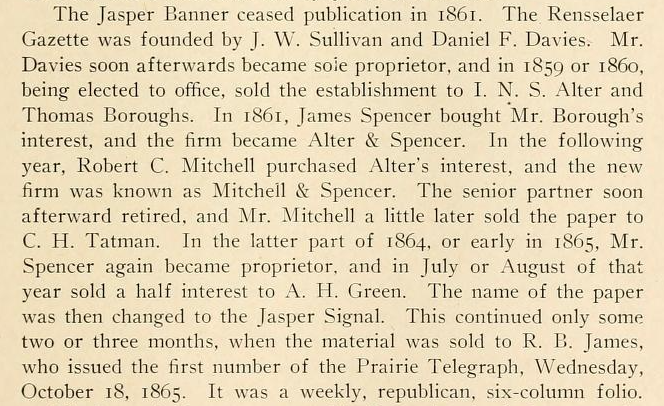 The Jasper Banner ceased publication in 1861. The Rensselaer
Gazette was founded by J. W. Sullivan and Daniel F. Davies. Mr.
Davies soon afterwards became sole proprietor, and in 1859 or 1860,
being elected to office, sold the establishment to I. N. S. Alter and
Thomas Boroughs. In 1861, James Spencer bought Mr. Borough's
interest, and the firm became Alter & Spencer. In the following
year, Robert C. Mitchell purchased Alter's interest, and the new
firm was known as Mitchell & Spencer. The senior partner soon
afterward retired, and Mr. Mitchell a little later sold the paper to
C. H. Tatman. In the latter part of 1864, or early in 1865, Mr.
Spencer again became proprietor, and in July or August of that
year sold a half interest to A. H. Green. The name of the paper
was then changed to the Jasper Signal. This continued only some
two or three months, when the material was sold to R. B. James,
who issued the first number of the Prairie Telegraph, Wednesday,
October 18, 1865. It was a weekly, republican, six-column folio.